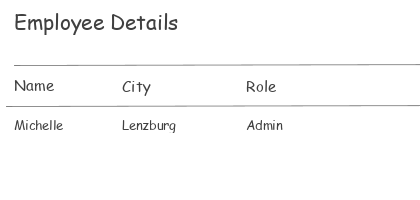 Employee Details
Name City Role
Michelle Lenzburg Admin